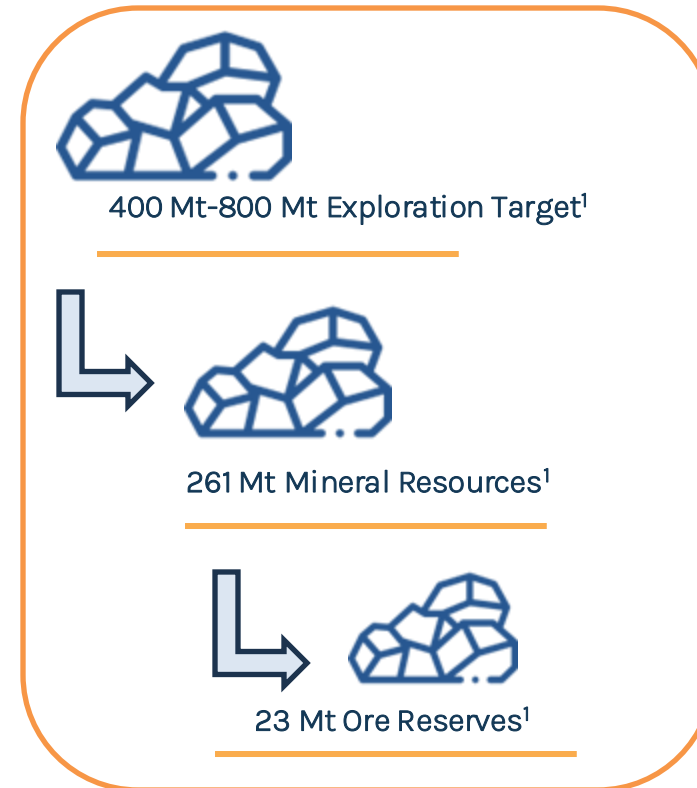 400 Mt-800 Mt Exploration Target¹
261 Mt Mineral Resources¹
23 Mt Ore Reserves¹